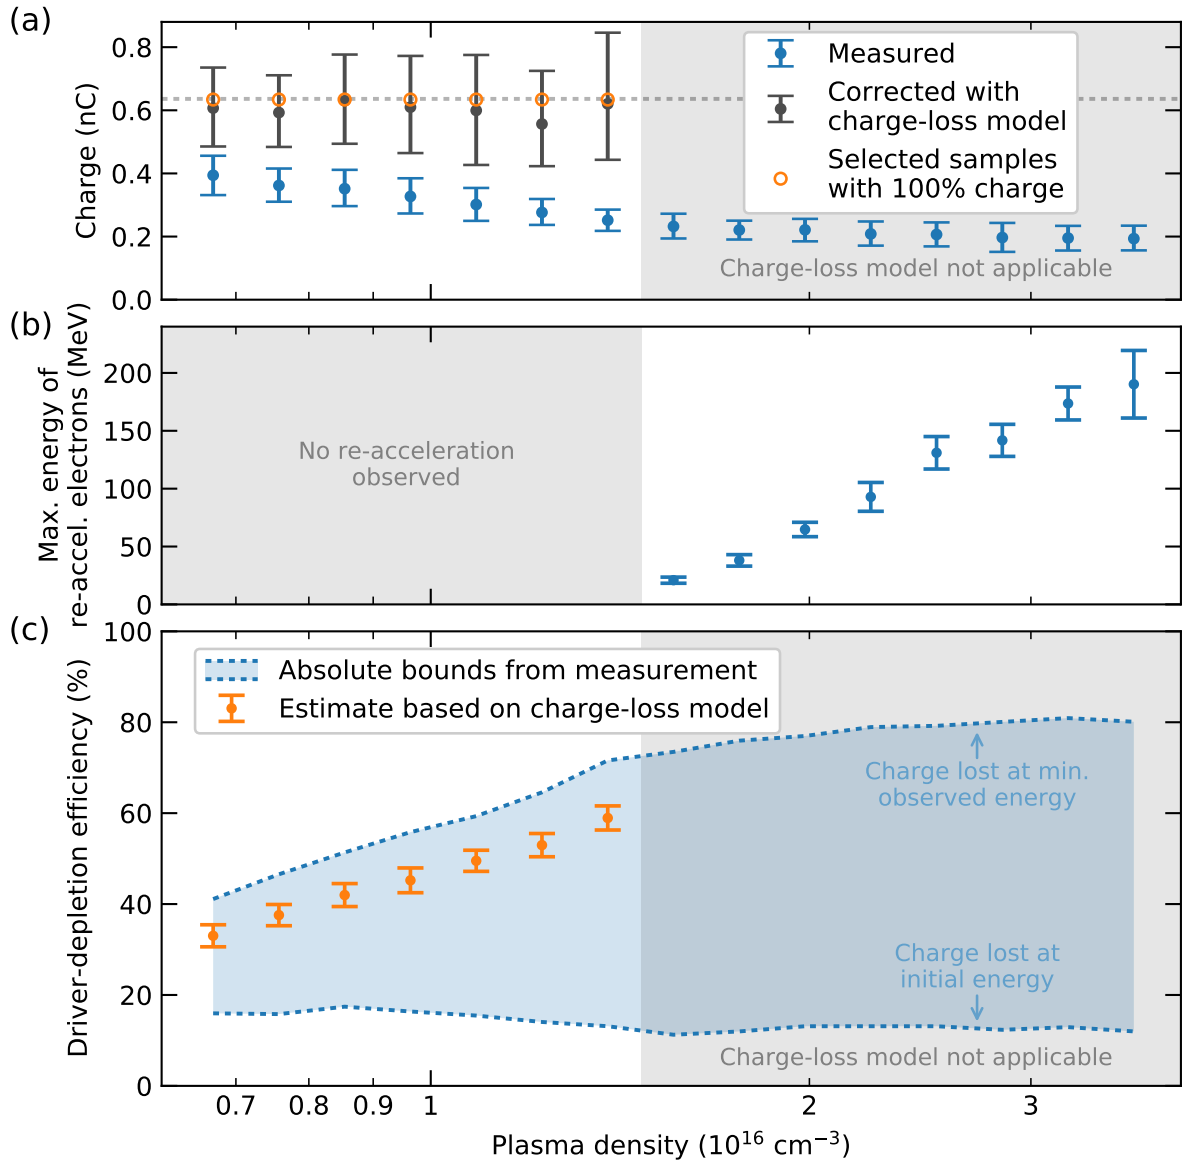 (a)
Charge (nC)
0.8
0.6
0.4
0.2
0.0
Measured
Corrected with
charge-loss model
Selected samples
with 100% charge
Charge-loss model not applicable
(b)
Max. energy of
re-accel. electrons (MeV)
200
150
100
50
0
No re-acceleration
observed
(c)
Driver-depletion efficiency (%)
100
80
60
40
20
0
Absolute bounds from measurement
Estimate based on charge-loss model
Charge lost at min.
observed energy
Charge lost at
initial energy
Charge-loss model not applicable
0.7 0.8 0.9 1 2 3
Plasma density (10¹⁶ cm⁻³)